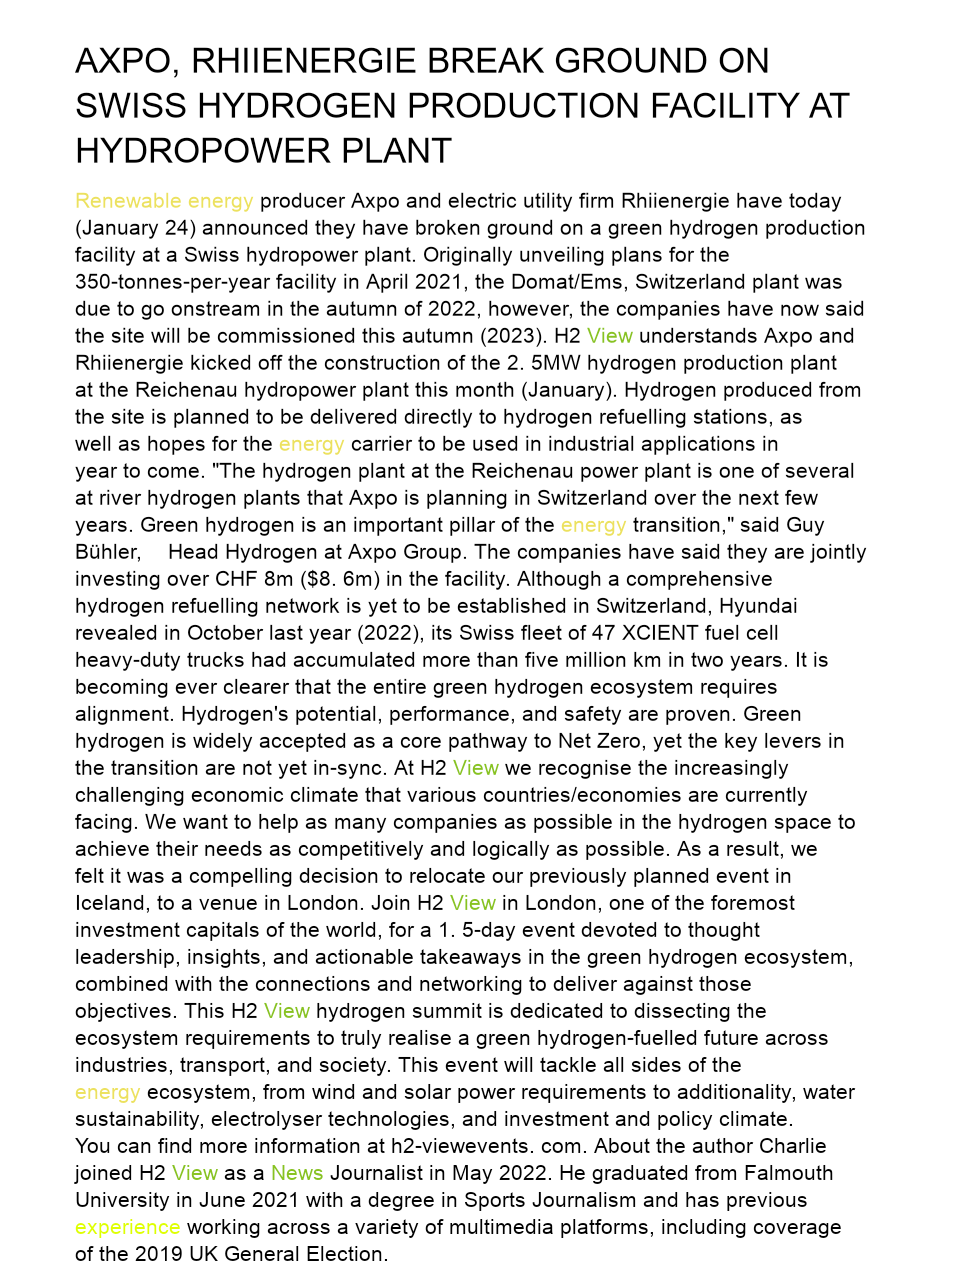 AXPO, RHIIENERGIE BREAK GROUND ON
SWISS HYDROGEN PRODUCTION FACILITY AT
HYDROPOWER PLANT
Renewable energy producer Axpo and electric utility firm Rhiienergie have today
(January 24) announced they have broken ground on a green hydrogen production
facility at a Swiss hydropower plant. Originally unveiling plans for the
350-tonnes-per-year facility in April 2021, the Domat/Ems, Switzerland plant was
due to go onstream in the autumn of 2022, however, the companies have now said
the site will be commissioned this autumn (2023). H2 View understands Axpo and
Rhiienergie kicked off the construction of the 2. 5MW hydrogen production plant
at the Reichenau hydropower plant this month (January). Hydrogen produced from
the site is planned to be delivered directly to hydrogen refuelling stations, as
well as hopes for the energy carrier to be used in industrial applications in
year to come. "The hydrogen plant at the Reichenau power plant is one of several
at river hydrogen plants that Axpo is planning in Switzerland over the next few
years. Green hydrogen is an important pillar of the energy transition," said Guy
Bühler, Head Hydrogen at Axpo Group. The companies have said they are jointly
investing over CHF 8m ($8. 6m) in the facility. Although a comprehensive
hydrogen refuelling network is yet to be established in Switzerland, Hyundai
revealed in October last year (2022), its Swiss fleet of 47 XCIENT fuel cell
heavy-duty trucks had accumulated more than five million km in two years. It is
becoming ever clearer that the entire green hydrogen ecosystem requires
alignment. Hydrogen's potential, performance, and safety are proven. Green
hydrogen is widely accepted as a core pathway to Net Zero, yet the key levers in
the transition are not yet in-sync. At H2 View we recognise the increasingly
challenging economic climate that various countries/economies are currently
facing. We want to help as many companies as possible in the hydrogen space to
achieve their needs as competitively and logically as possible. As a result, we
felt it was a compelling decision to relocate our previously planned event in
Iceland, to a venue in London. Join H2 View in London, one of the foremost
investment capitals of the world, for a 1. 5-day event devoted to thought
leadership, insights, and actionable takeaways in the green hydrogen ecosystem,
combined with the connections and networking to deliver against those
objectives. This H2 View hydrogen summit is dedicated to dissecting the
ecosystem requirements to truly realise a green hydrogen-fuelled future across
industries, transport, and society. This event will tackle all sides of the
energy ecosystem, from wind and solar power requirements to additionality, water
sustainability, electrolyser technologies, and investment and policy climate.
You can find more information at h2-viewevents. com. About the author Charlie
joined H2 View as a News Journalist in May 2022. He graduated from Falmouth
University in June 2021 with a degree in Sports Journalism and has previous
experience working across a variety of multimedia platforms, including coverage
of the 2019 UK General Election.